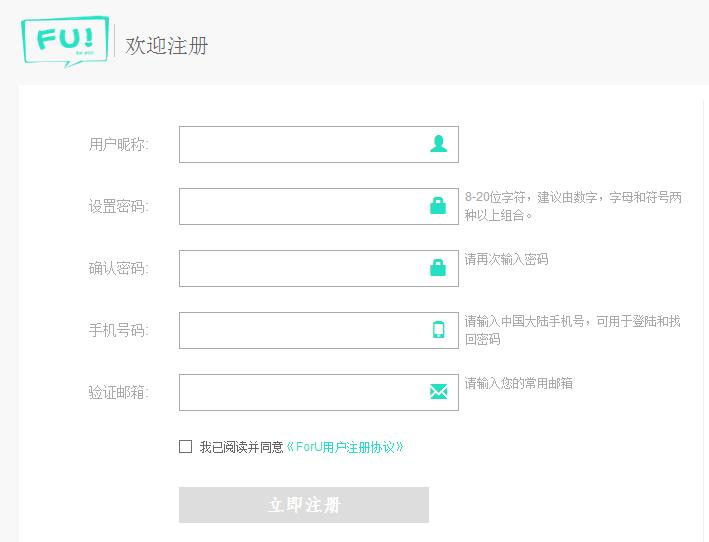 FU!
for you
欢迎注册
用户昵称:
设置密码:
8-20位字符，建议由数字，字母和符号两
种以上组合。
确认密码:
请再次输入密码
手机号码:
请输入中国大陆手机号，可用于登陆和找
回密码
验证邮箱:
请输入您的常用邮箱
我已阅读并同意《ForU用户注册协议》
立即注册